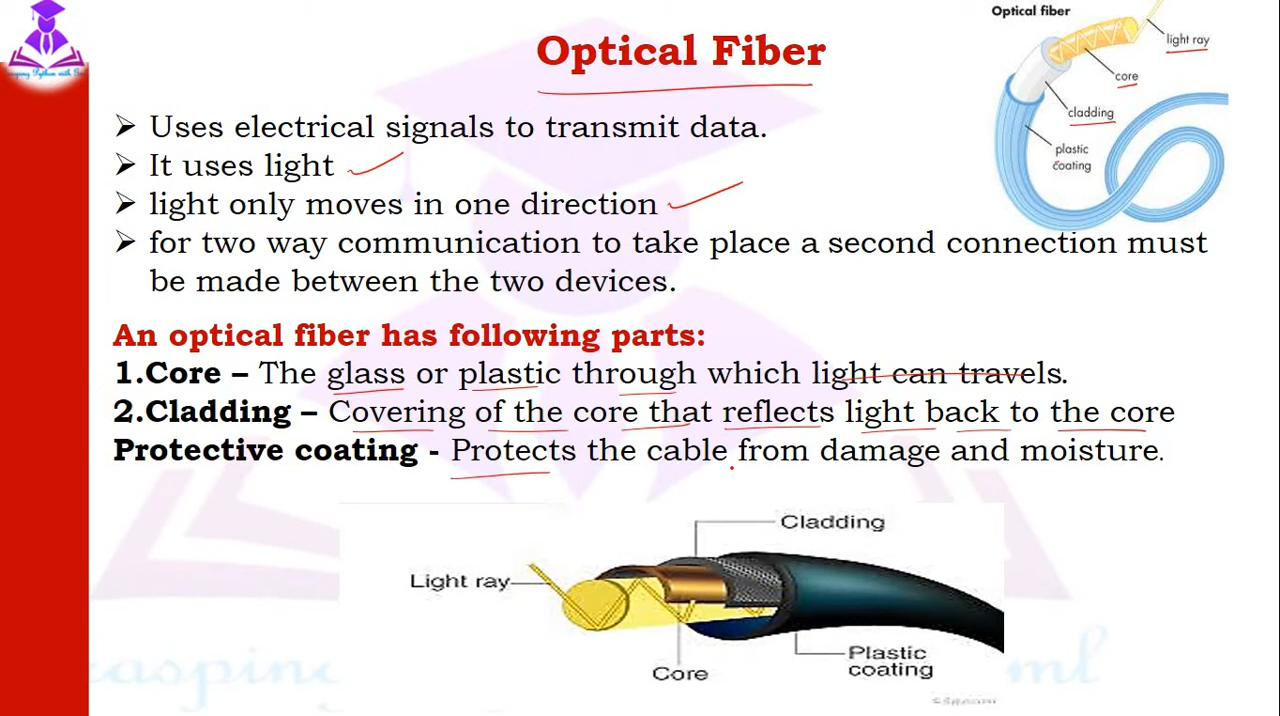 Optical Fiber
➢ Uses electrical signals to transmit data.
➢ It uses light
➢ light only moves in one direction
➢ for two way communication to take place a second connection must
be made between the two devices.
An optical fiber has following parts:
1.Core – The glass or plastic through which light can travels.
2.Cladding – Covering of the core that reflects light back to the core
Protective coating - Protects the cable from damage and moisture.
Optical fiber
light ray
core
cladding
plastic
coating
Cladding
Light ray
Core
Plastic
coating